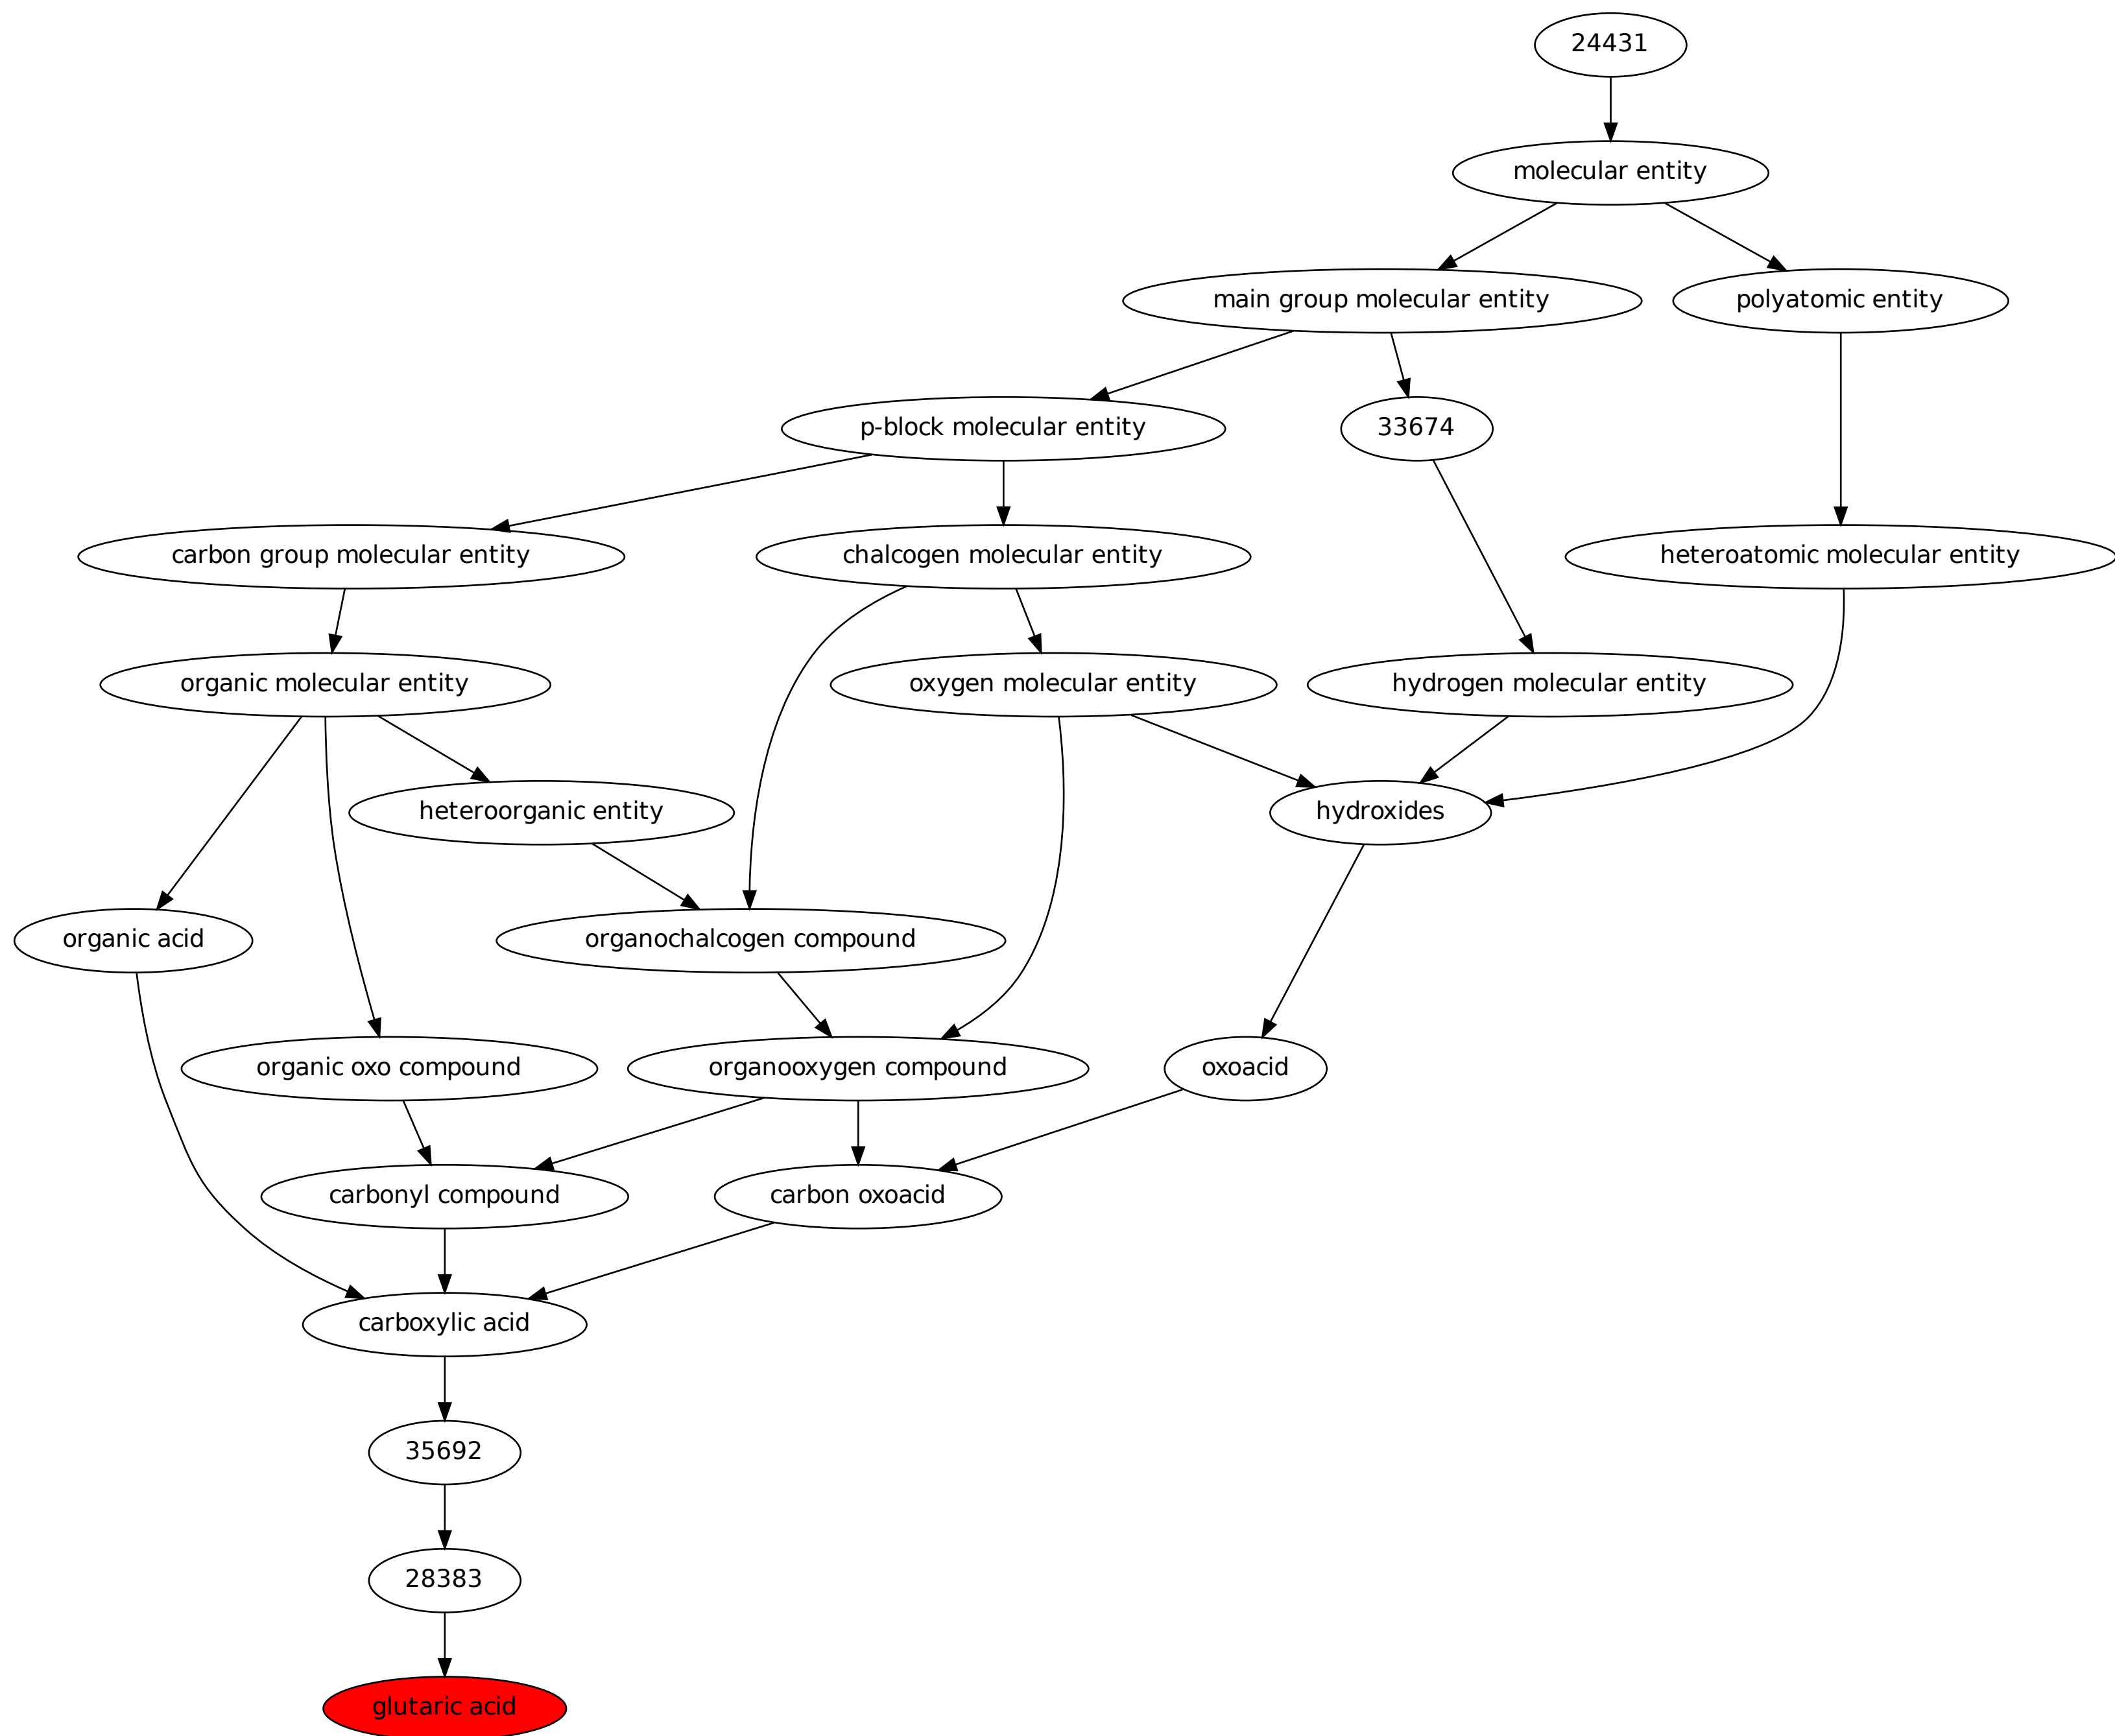 24431
molecular entity
main group molecular entity
polyatomic entity
p-block molecular entity
33674
carbon group molecular entity
chalcogen molecular entity
heteroatomic molecular entity
organic molecular entity
oxygen molecular entity
hydrogen molecular entity
heteroorganic entity
hydroxides
organic acid
organochalcogen compound
organic oxo compound
organooxygen compound
oxoacid
carbonyl compound
carbon oxoacid
carboxylic acid
35692
28383
glutaric acid